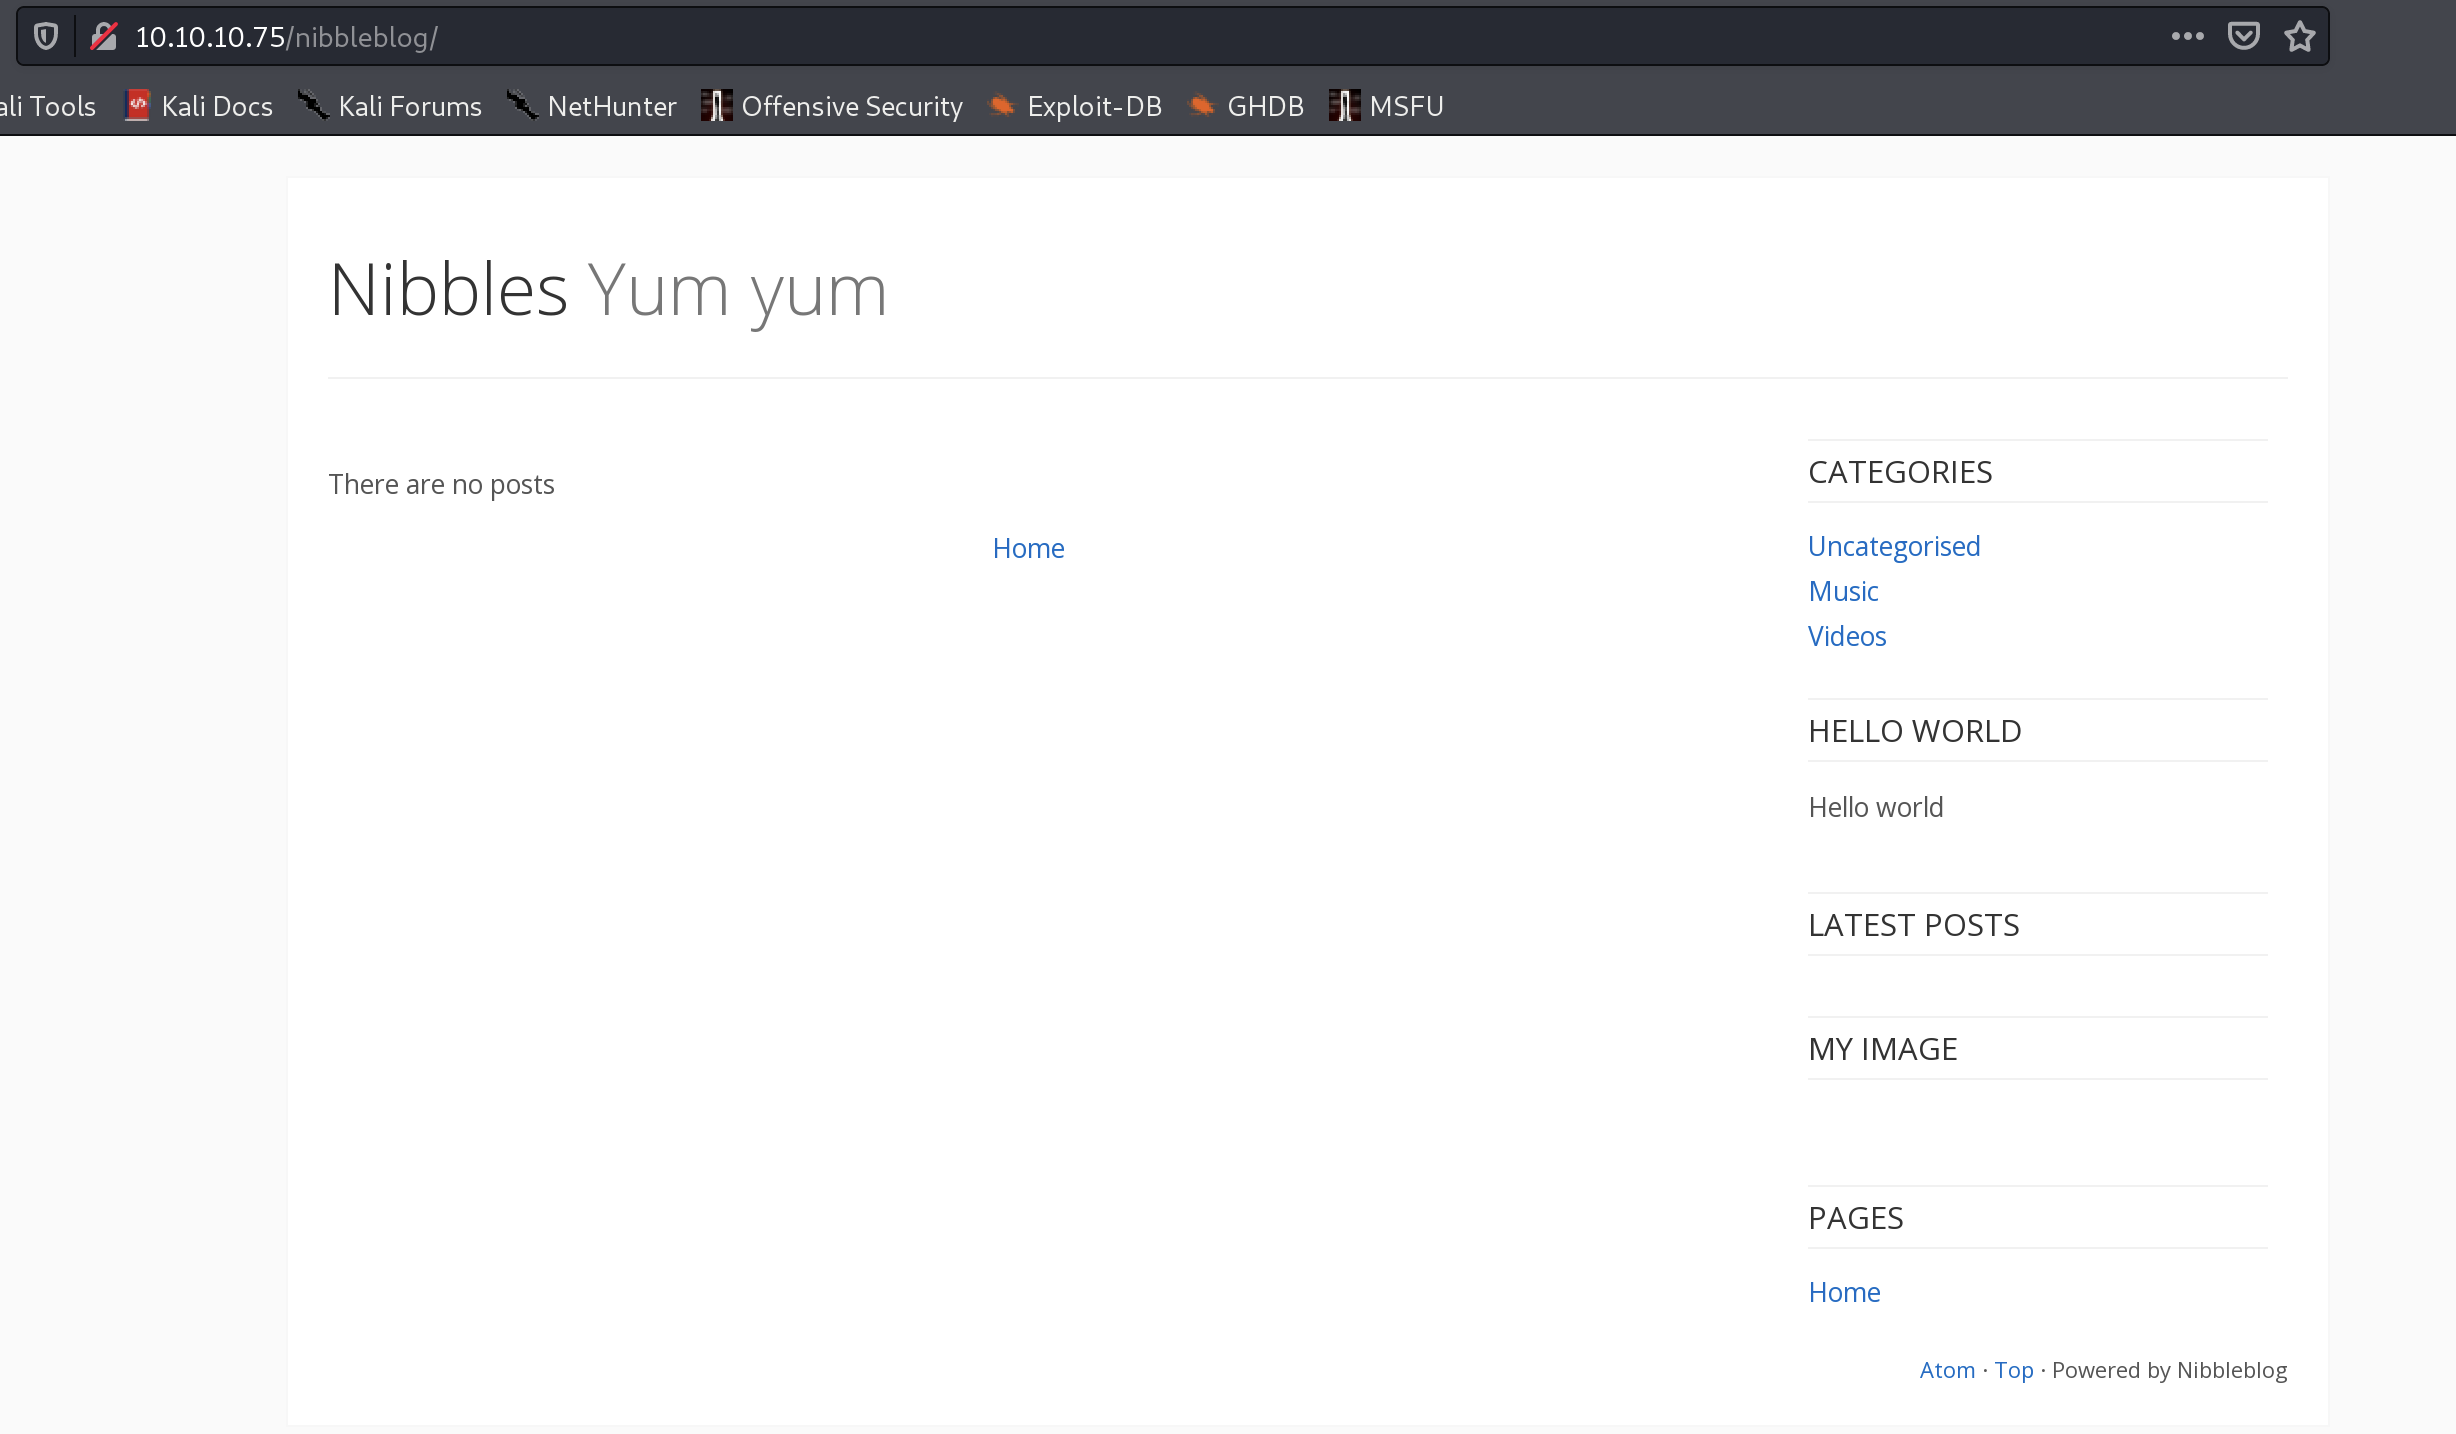 10.10.10.75/nibbleblog/
ali Tools Kali Docs Kali Forums NetHunter Offensive Security Exploit-DB GHDB MSFU
Nibbles Yum yum
There are no posts
Home
CATEGORIES
Uncategorised
Music
Videos
HELLO WORLD
Hello world
LATEST POSTS
MY IMAGE
PAGES
Home
Atom · Top · Powered by Nibbleblog